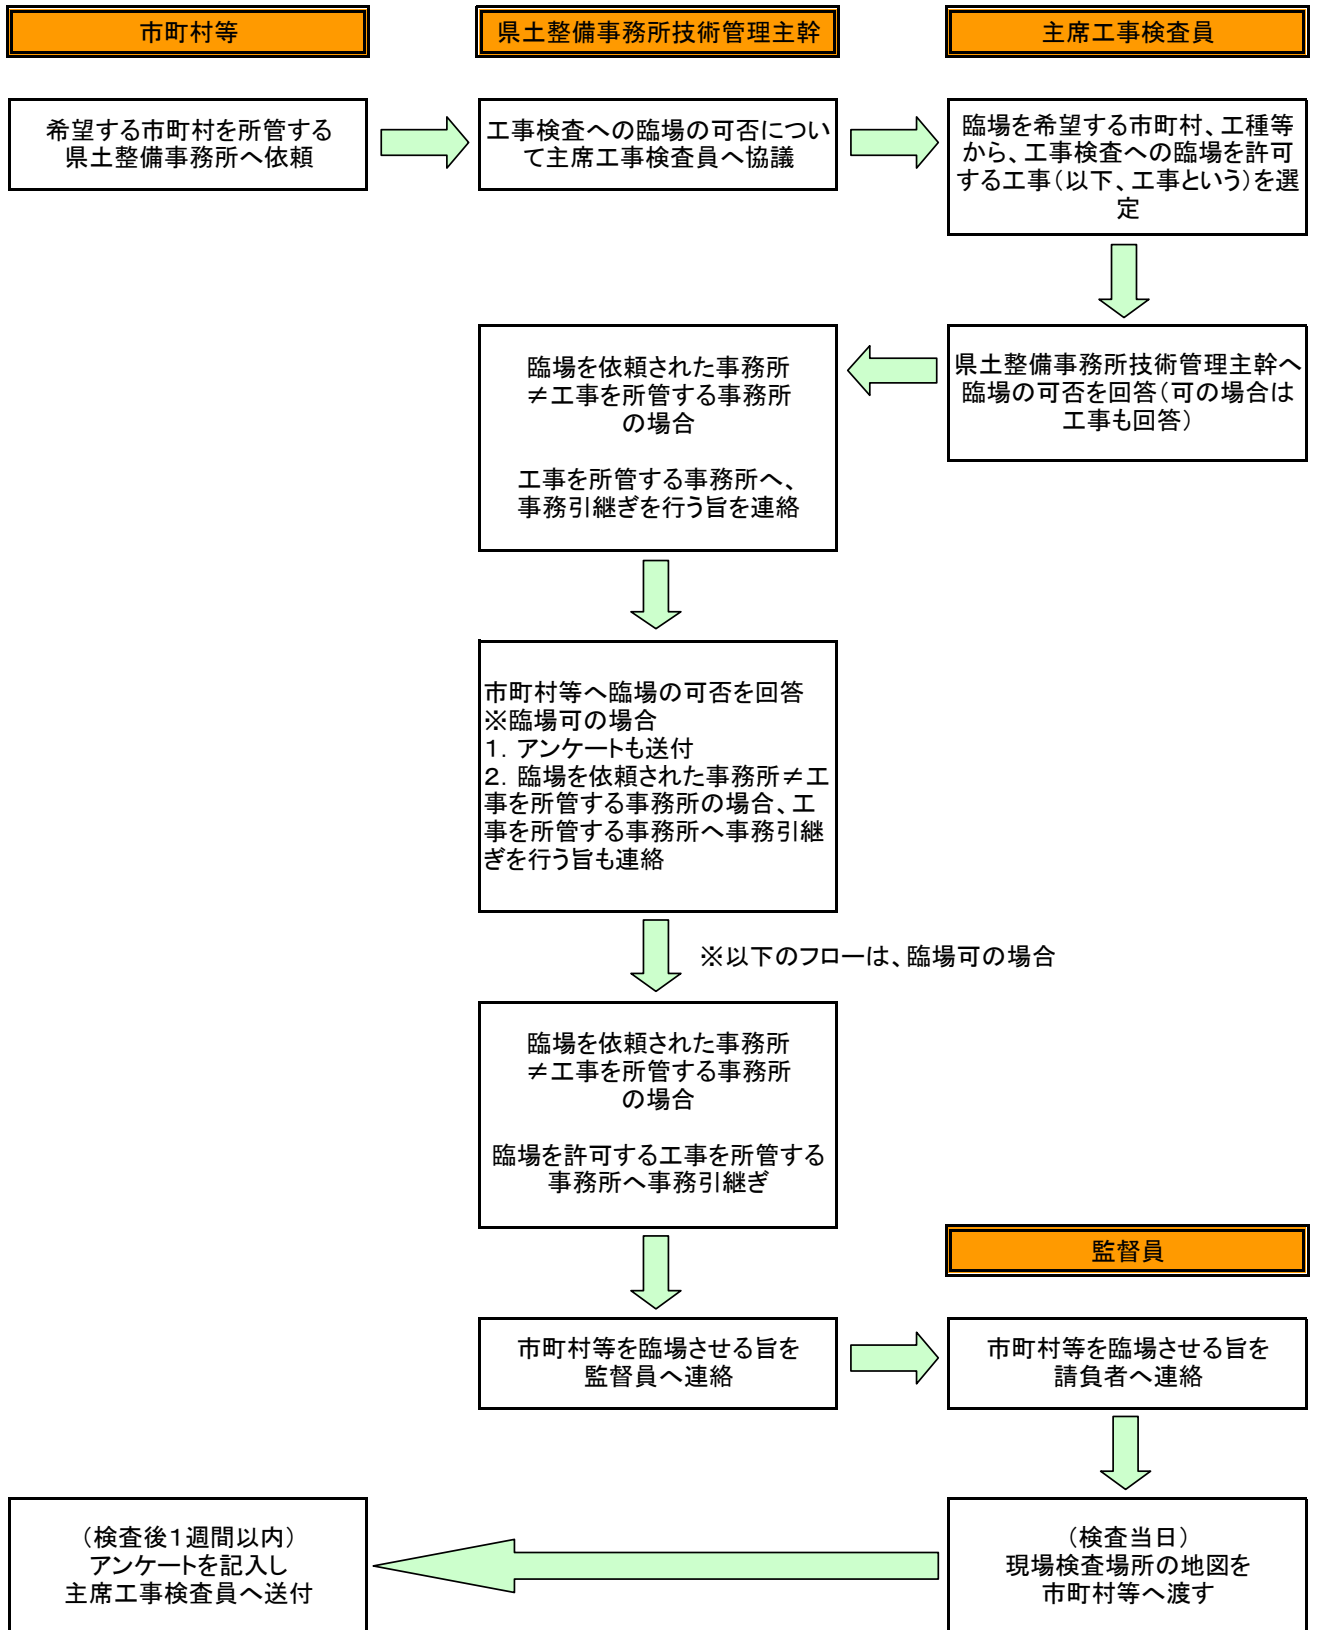 市町村等
県土整備事務所技術管理主幹
主席工事検査員
希望する市町村を所管する
県土整備事務所へ依頼
工事検査への臨場の可否につい
て主席工事検査員へ協議
臨場を希望する市町村、工種等
から、工事検査への臨場を許可
する工事（以下、工事という）を選
定
県土整備事務所技術管理主幹へ
臨場の可否を回答（可の場合は
工事も回答）
臨場を依頼された事務所
≠工事を所管する事務所
の場合
工事を所管する事務所へ、
事務引継ぎを行う旨を連絡
市町村等へ臨場の可否を回答
※臨場可の場合
１．アンケートも送付
２．臨場を依頼された事務所≠工
事を所管する事務所の場合、工
事を所管する事務所へ事務引継
ぎを行う旨も連絡
※以下のフローは、臨場可の場合
臨場を依頼された事務所
≠工事を所管する事務所
の場合
臨場を許可する工事を所管する
事務所へ事務引継ぎ
監督員
市町村等を臨場させる旨を
監督員へ連絡
市町村等を臨場させる旨を
請負者へ連絡
（検査当日）
現場検査場所の地図を
市町村等へ渡す
（検査後１週間以内）
アンケートを記入し
主席工事検査員へ送付